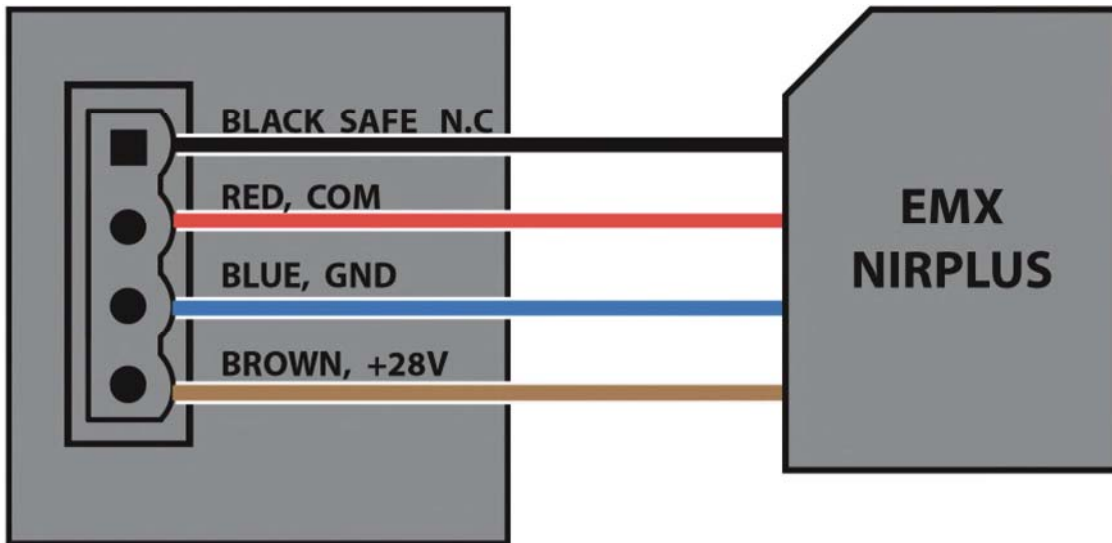 BLACK SAFE N.C
RED, COM
BLUE, GND
BROWN, +28V
EMX
NIRPLUS